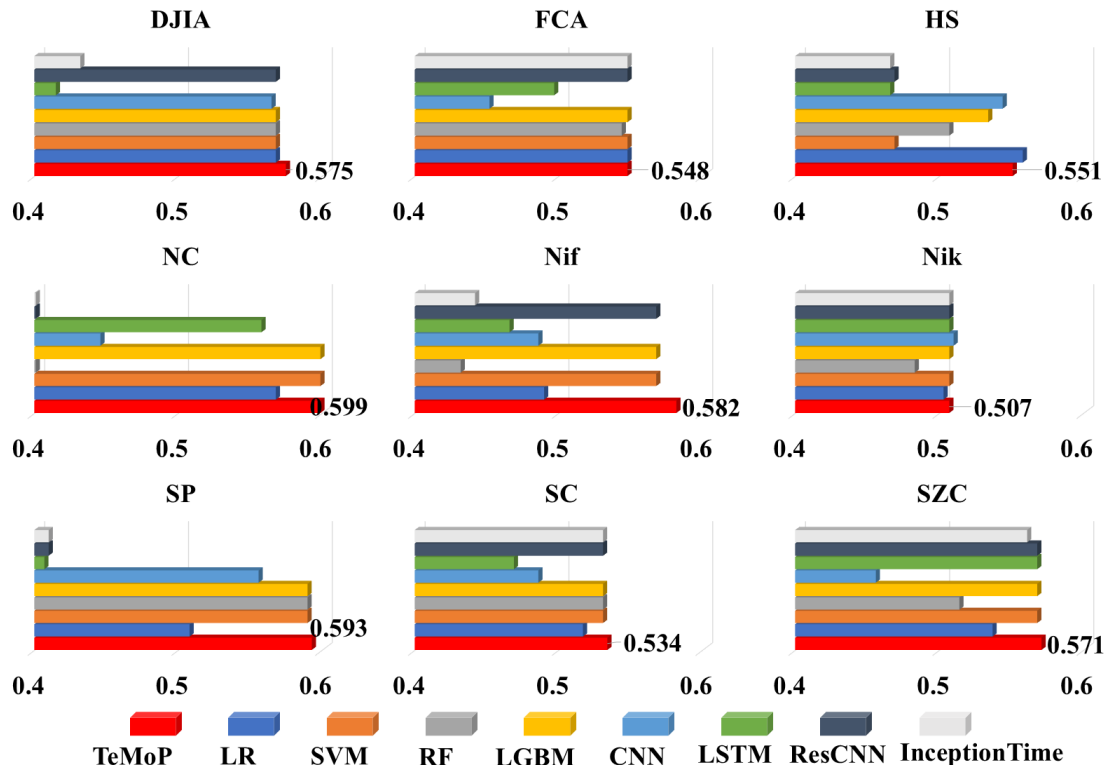 DJIA FCA HS
0.575 0.548 0.551
0.4 0.5 0.6 0.4 0.5 0.6 0.4 0.5 0.6
NC Nif Nik
0.599 0.582 0.507
0.4 0.5 0.6 0.4 0.5 0.6 0.4 0.5 0.6
SP SC SZC
0.593 0.534 0.571
0.4 0.5 0.6 0.4 0.5 0.6 0.4 0.5 0.6
TeMoP LR SVM RF LGBM CNN LSTM ResCNN InceptionTime